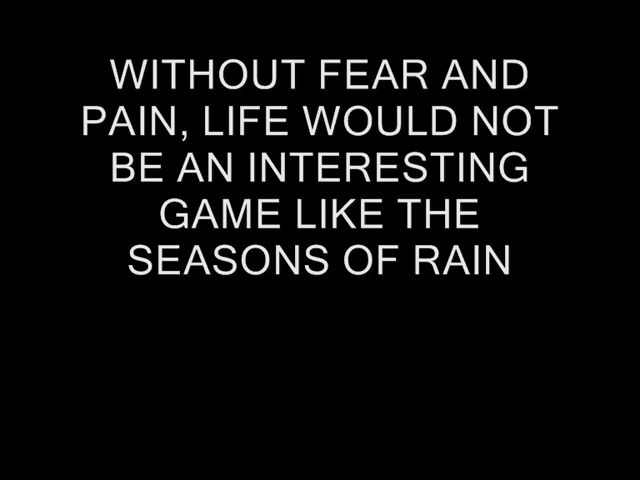 WITHOUT FEAR AND
PAIN, LIFE WOULD NOT
BE AN INTERESTING
GAME LIKE THE
SEASONS OF RAIN